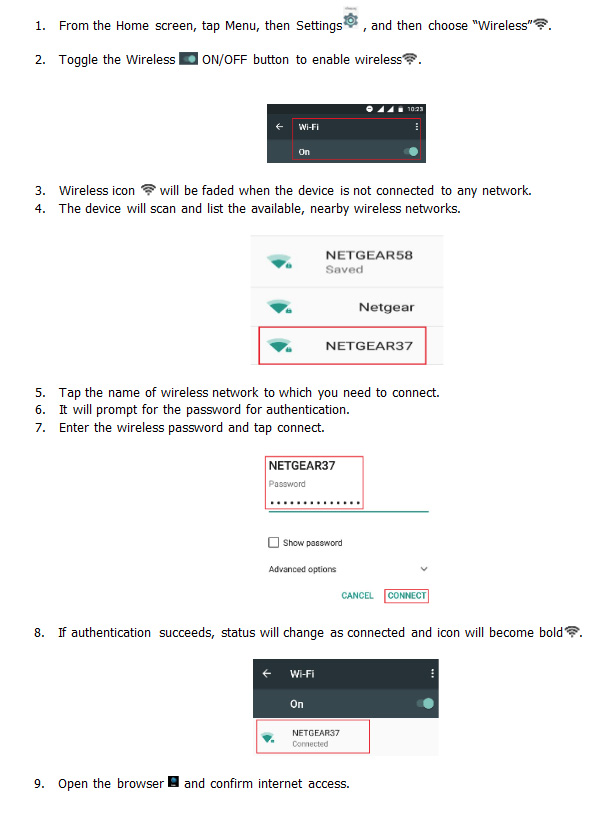 1. From the Home screen, tap Menu, then Settings , and then choose “Wireless” .
2. Toggle the Wireless ON/OFF button to enable wireless .
10:23
Wi-Fi
On
3. Wireless icon will be faded when the device is not connected to any network.
4. The device will scan and list the available, nearby wireless networks.
NETGEAR58
Saved
Netgear
NETGEAR37
5. Tap the name of wireless network to which you need to connect.
6. It will prompt for the password for authentication.
7. Enter the wireless password and tap connect.
NETGEAR37
Password
Show password
Advanced options
CANCEL CONNECT
8. If authentication succeeds, status will change as connected and icon will become bold .
Wi-Fi
On
NETGEAR37
Connected
9. Open the browser and confirm internet access.